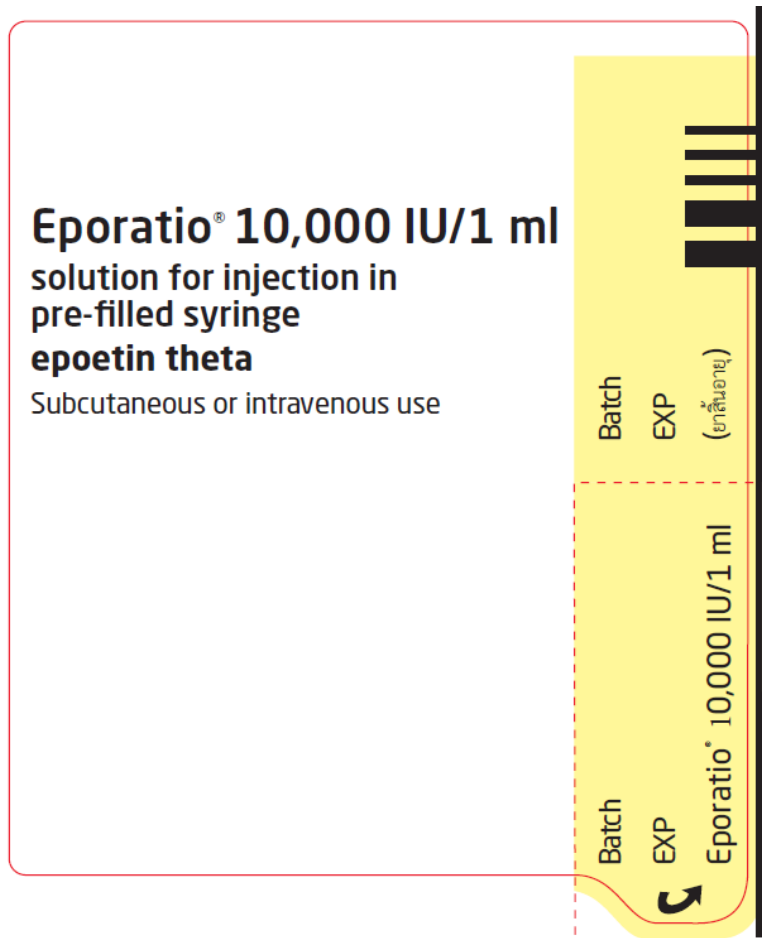 Eporatio® 10,000 IU/1 ml
solution for injection in
pre-filled syringe
epoetin theta
Subcutaneous or intravenous use
Batch
EXP
(ยาสิ้นอายุ)
Batch
EXP
Eporatio® 10,000 IU/1 ml